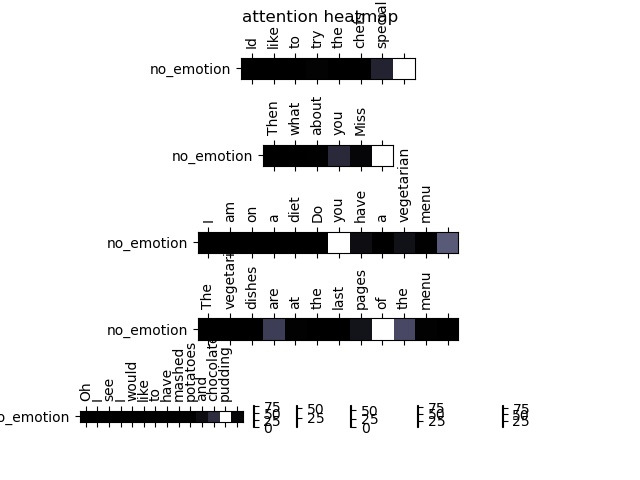 attention heatmap
Id like to try the chefs special
no_emotion
Then what about you Miss
no_emotion
I am on a diet Do you have a vegetarian menu
no_emotion
The dishes are at the last pages of the menu
no_emotion
Oh I see I would like to have mashed potatoes and chocolate pudding
75 50 25 0
50 25
50 25 0
75 50 25
75 50 25